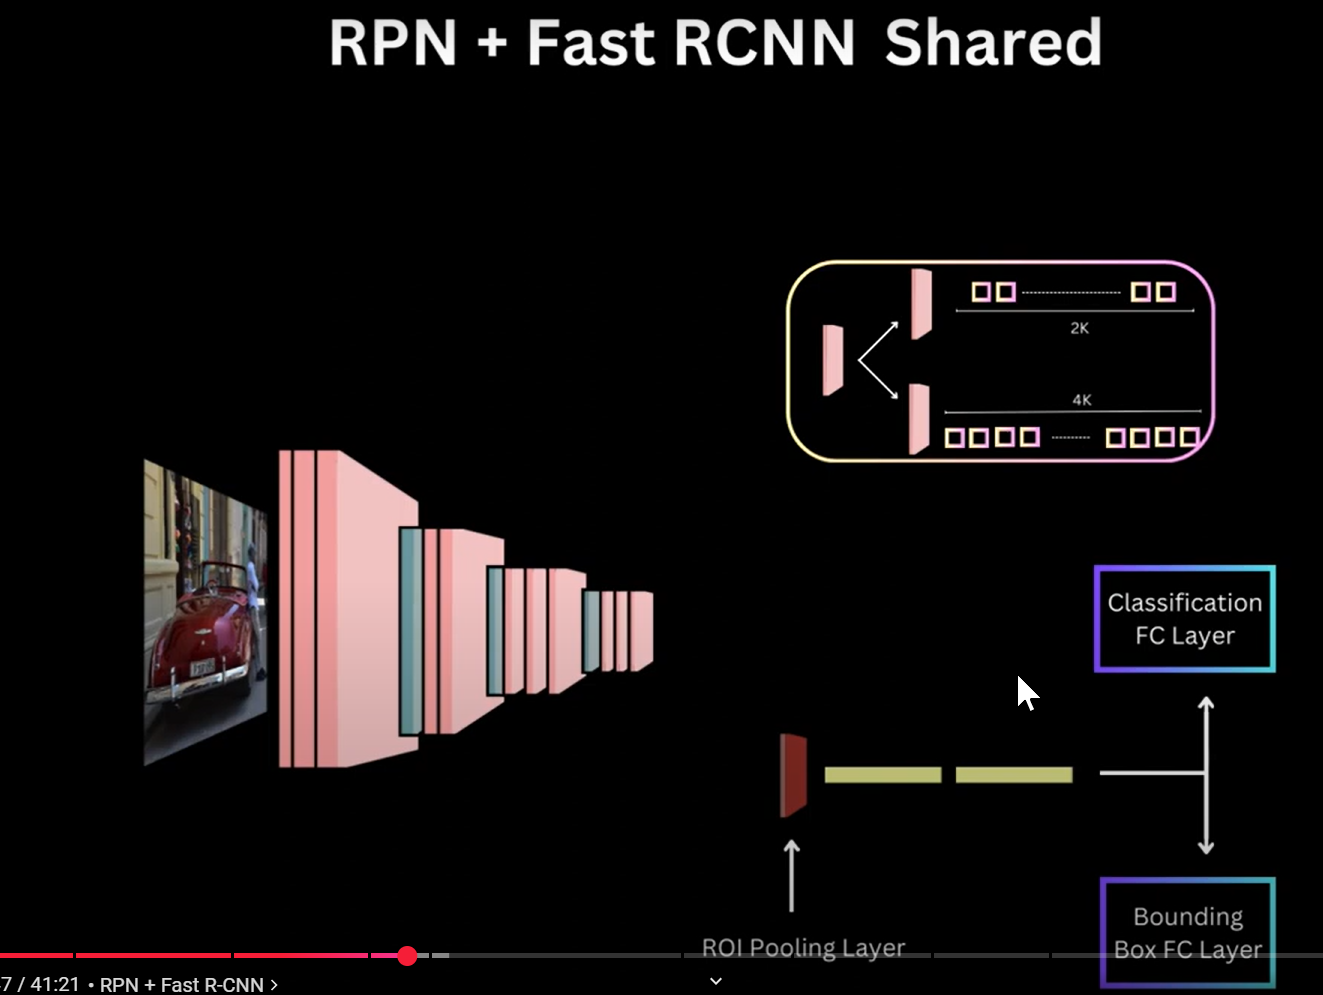 RPN + Fast RCNN Shared
2K
4K
Classification
FC Layer
ROI Pooling Layer
Bounding
Box FC Layer
7 / 41:21 • RPN + Fast R-CNN >